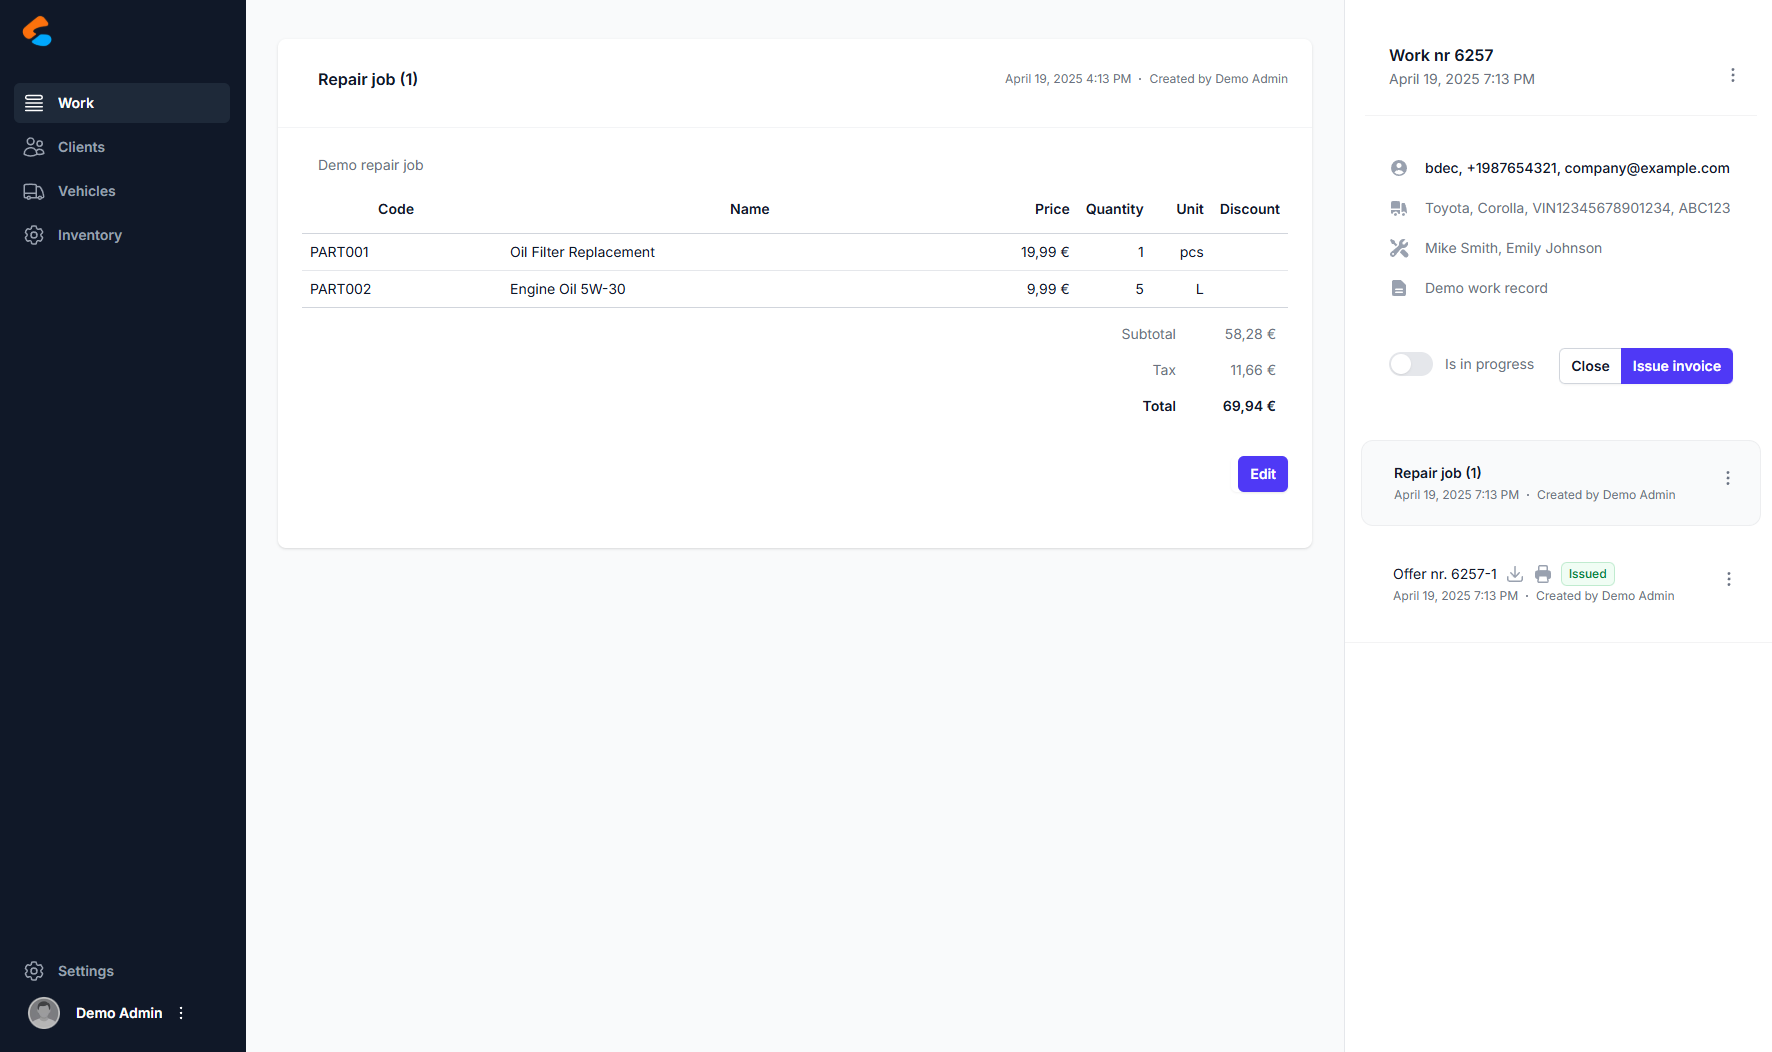 Work
Clients
Vehicles
Inventory
Settings
Demo Admin
Repair job (1)
April 19, 2025 4:13 PM · Created by Demo Admin
Demo repair job
Code Name Price Quantity Unit Discount
PART001 Oil Filter Replacement 19,99 € 1 pcs
PART002 Engine Oil 5W-30 9,99 € 5 L
Subtotal 58,28 €
Tax 11,66 €
Total 69,94 €
Edit
Work nr 6257
April 19, 2025 7:13 PM
bdec, +1987654321, company@example.com
Toyota, Corolla, VIN12345678901234, ABC123
Mike Smith, Emily Johnson
Demo work record
Is in progress Close Issue invoice
Repair job (1)
April 19, 2025 7:13 PM · Created by Demo Admin
Offer nr. 6257-1 Issued
April 19, 2025 7:13 PM · Created by Demo Admin